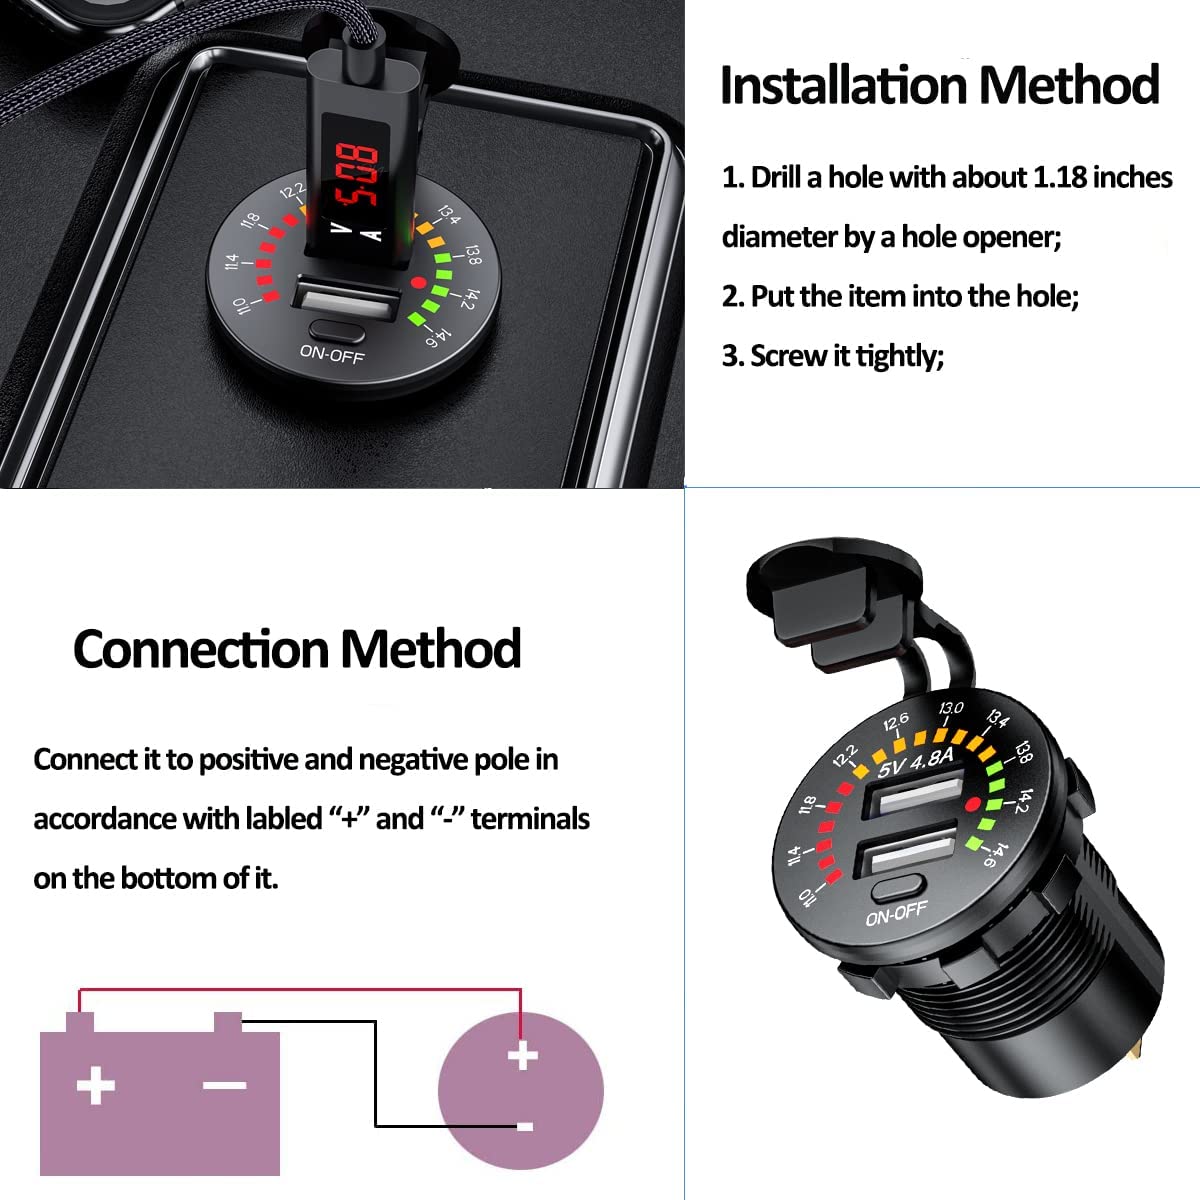 Installation Method
1. Drill a hole with about 1.18 inches
diameter by a hole opener;
2. Put the item into the hole;
3. Screw it tightly;
5.08
V
A
11.0
11.4
11.8
12.2
13.4
13.8
14.2
14.6
ON-OFF
Connection Method
Connect it to positive and negative pole in
accordance with labled “+” and “-” terminals
on the bottom of it.
+
—
+
-
11.0
11.4
11.8
12.2
12.6
13.0
13.4
13.8
14.2
14.6
5V 4.8A
ON-OFF